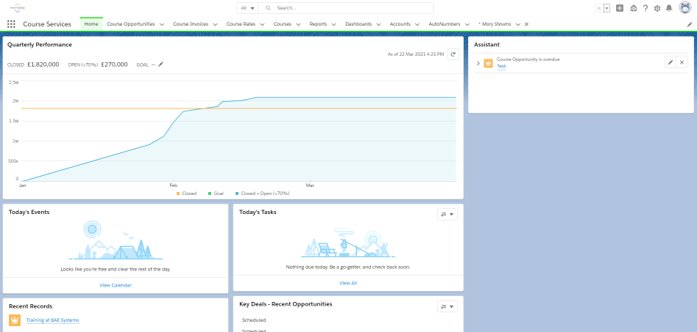 All
Search...
Course Services
Home
Course Opportunities
Course Invoices
Course Rates
Courses
Reports
Dashboards
Accounts
AutoNumbers
* More Stevens
Quarterly Performance
As of 22 Mar 2021 4:21 PM
CLOSED £1,820,000 OPEN (>70%) £270,000 GOAL --
2.5m
2m
1.5m
1m
500k
0
Jan
Feb
Mar
Closed
Goal
Closed + Open (>70%)
Assistant
Course Opportunity is overdue
Test
Today's Events
Looks like you're free and clear the rest of the day.
View Calendar
Today's Tasks
Nothing due today. Be a go-getter, and check back soon.
View All
Recent Records
Training at BAE Systems
Key Deals - Recent Opportunities
Scheduled
Scheduled